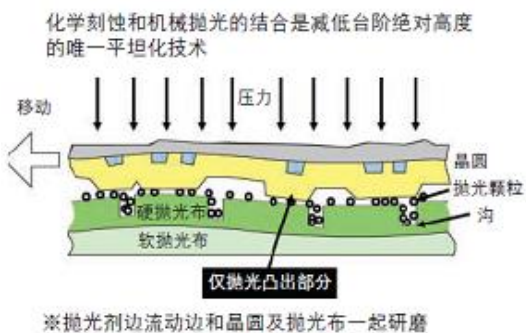 化学刻蚀和机械抛光的结合是减低台阶绝对高度
的唯一平坦化技术
移动
压力
晶圆
抛光颗粒
沟
硬抛光布
软抛光布
仅抛光凸出部分
※抛光剂边流动边和晶圆及抛光布一起研磨